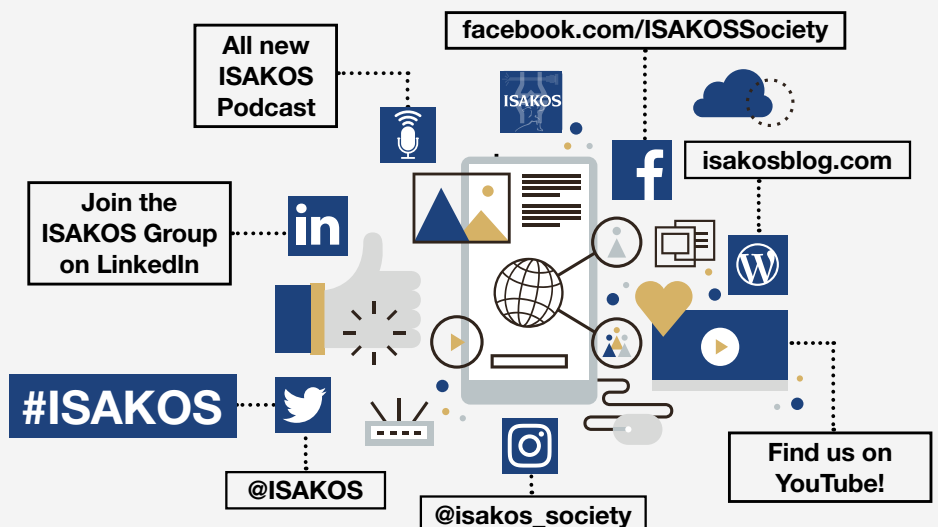 facebook.com/ISAKOSSociety
All new
ISAKOS
Podcast
ISAKOS
isakosblog.com
Join the
ISAKOS Group
on LinkedIn
in
#ISAKOS
@ISAKOS
@isakos_society
Find us on
YouTube!